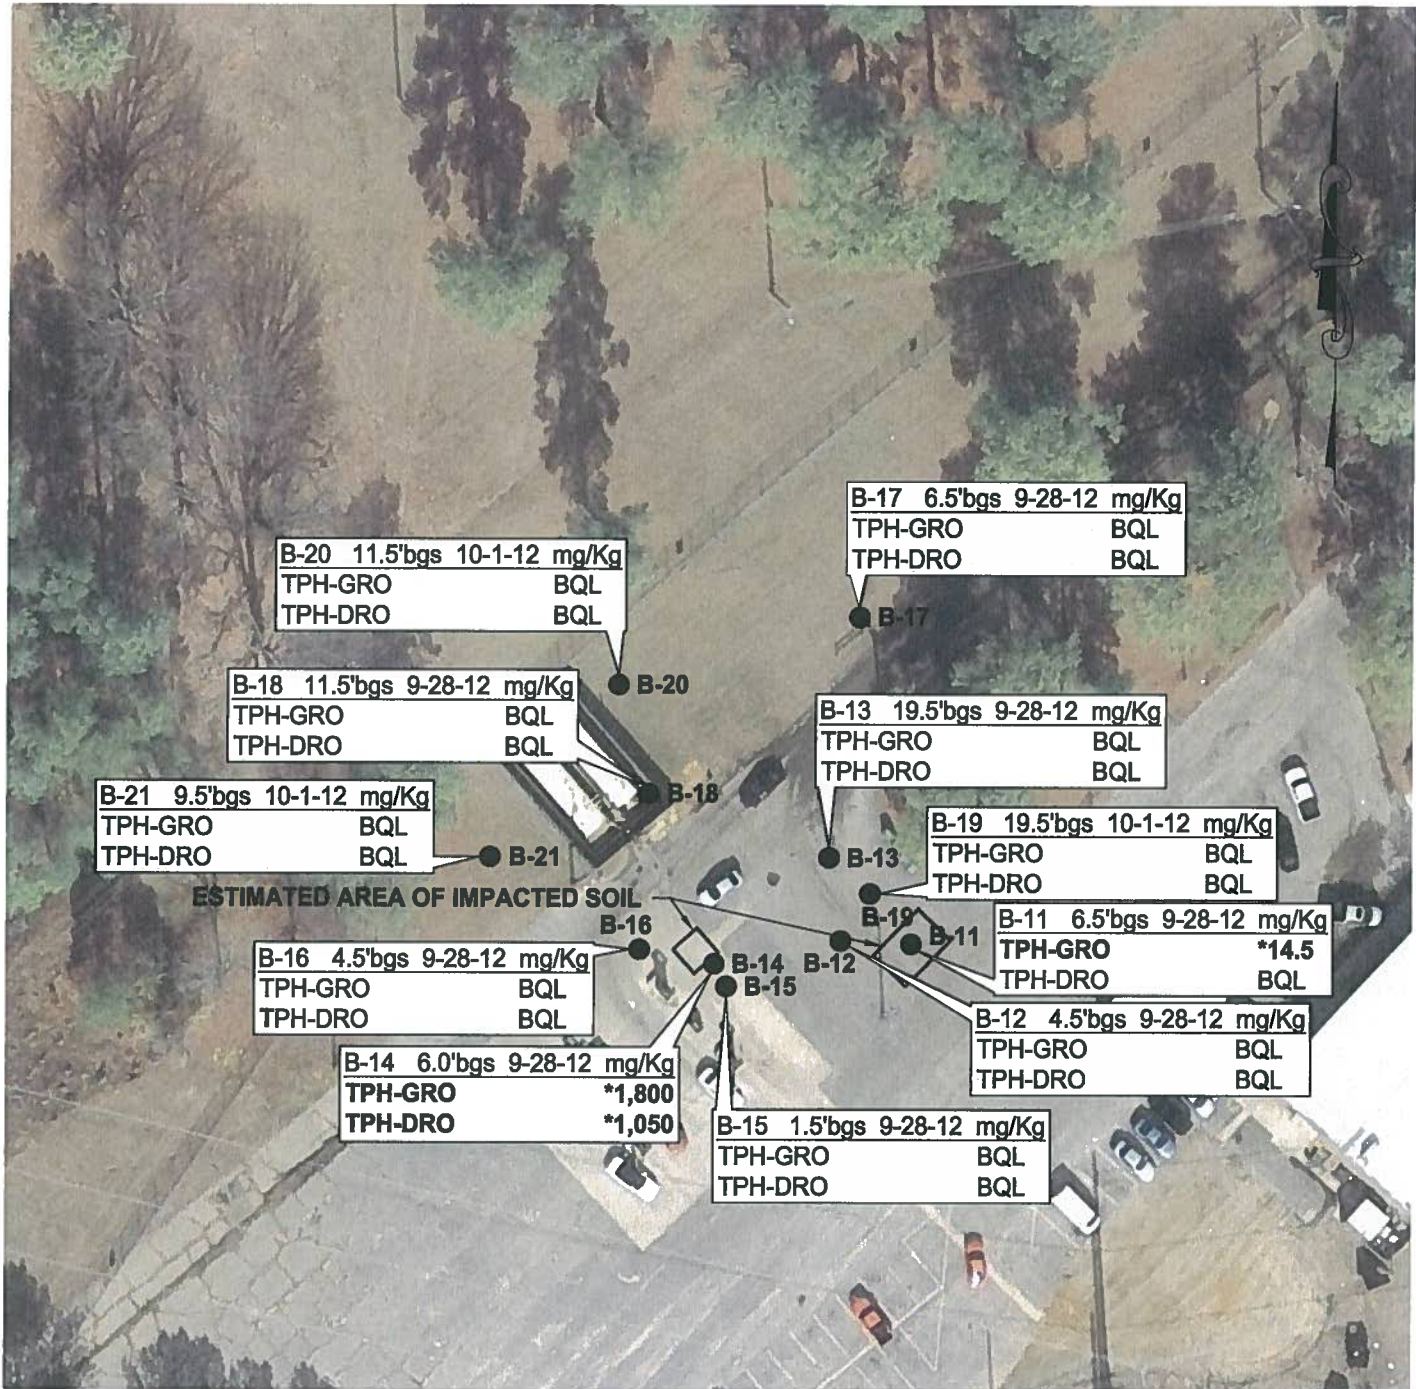 B-17 6.5'bgs 9-28-12 mg/Kg
TPH-GRO BQL
TPH-DRO BQL
B-17
B-20 11.5'bgs 10-1-12 mg/Kg
TPH-GRO BQL
TPH-DRO BQL
B-20
B-18 11.5'bgs 9-28-12 mg/Kg
TPH-GRO BQL
TPH-DRO BQL
B-18
B-13 19.5'bgs 9-28-12 mg/Kg
TPH-GRO BQL
TPH-DRO BQL
B-13
B-21 9.5'bgs 10-1-12 mg/Kg
TPH-GRO BQL
TPH-DRO BQL
B-21
B-19 19.5'bgs 10-1-12 mg/Kg
TPH-GRO BQL
TPH-DRO BQL
B-19
ESTIMATED AREA OF IMPACTED SOIL
B-11 6.5'bgs 9-28-12 mg/Kg
TPH-GRO *14.5
TPH-DRO BQL
B-11
B-16
B-16 4.5'bgs 9-28-12 mg/Kg
TPH-GRO BQL
TPH-DRO BQL
B-14
B-15
B-12
B-12 4.5'bgs 9-28-12 mg/Kg
TPH-GRO BQL
TPH-DRO BQL
B-14 6.0'bgs 9-28-12 mg/Kg
TPH-GRO *1,800
TPH-DRO *1,050
B-15 1.5'bgs 9-28-12 mg/Kg
TPH-GRO BQL
TPH-DRO BQL